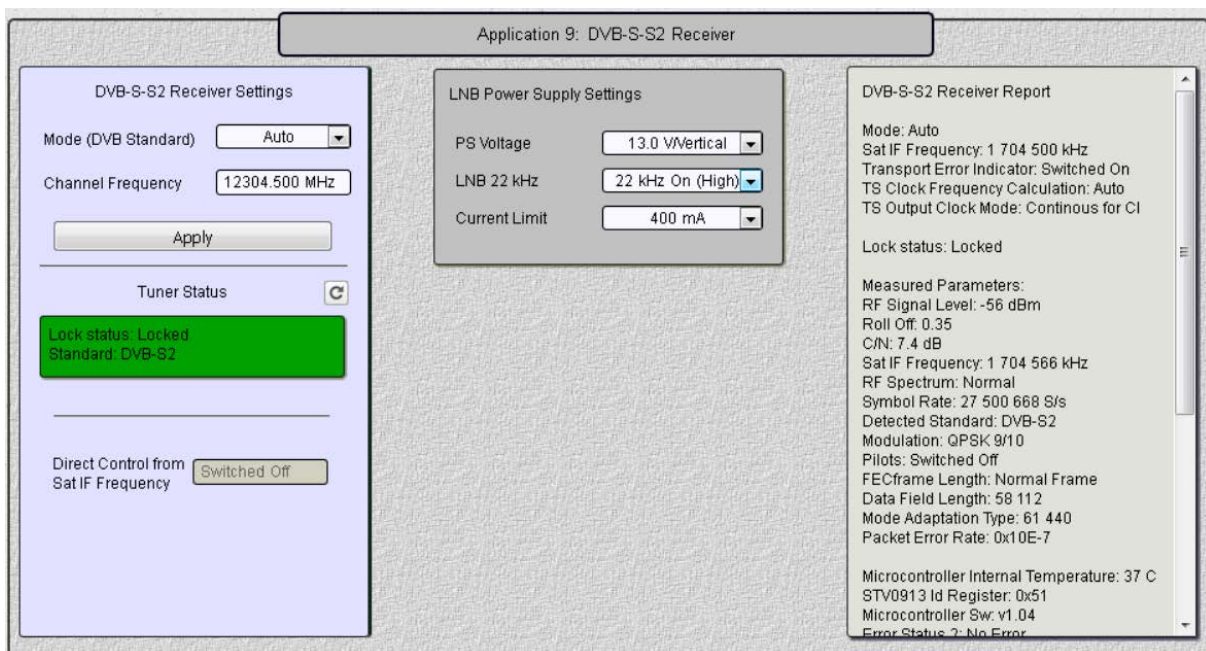 Application 9: DVB-S-S2 Receiver
DVB-S-S2 Receiver Settings
Mode (DVB Standard) Auto
Channel Frequency 12304.500 MHz
Apply
Tuner Status
Lock status: Locked
Standard: DVB-S2
Direct Control from
Sat IF Frequency
Switched Off
LNB Power Supply Settings
PS Voltage 13.0 V/Vertical
LNB 22 kHz 22 kHz On (High)
Current Limit 400 mA
DVB-S-S2 Receiver Report
Mode: Auto
Sat IF Frequency: 1 704 500 kHz
Transport Error Indicator: Switched On
TS Clock Frequency Calculation: Auto
TS Output Clock Mode: Continous for CI
Lock status: Locked
Measured Parameters:
RF Signal Level: -56 dBm
Roll Off: 0.35
C/N: 7.4 dB
Sat IF Frequency: 1 704 566 kHz
RF Spectrum: Normal
Symbol Rate: 27 500 668 S/s
Detected Standard: DVB-S2
Modulation: QPSK 9/10
Pilots: Switched Off
FECframe Length: Normal Frame
Data Field Length: 58 112
Mode Adaptation Type: 61 440
Packet Error Rate: 0x10E-7
Microcontroller Internal Temperature: 37 C
STV0913 Id Register: 0x51
Microcontroller Sw: v1.04
Error Status 2: No Error